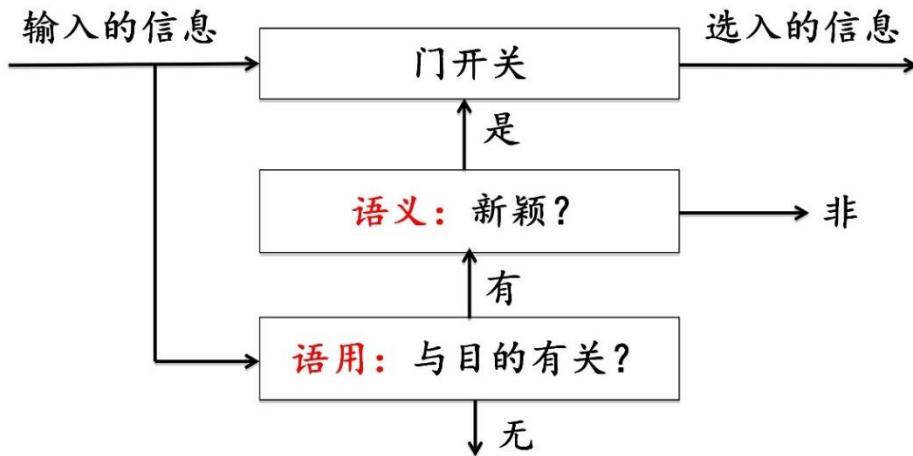 输入的信息
选入的信息
门开关
是
语义：新颖？
非
有
语用：与目的有关？
无